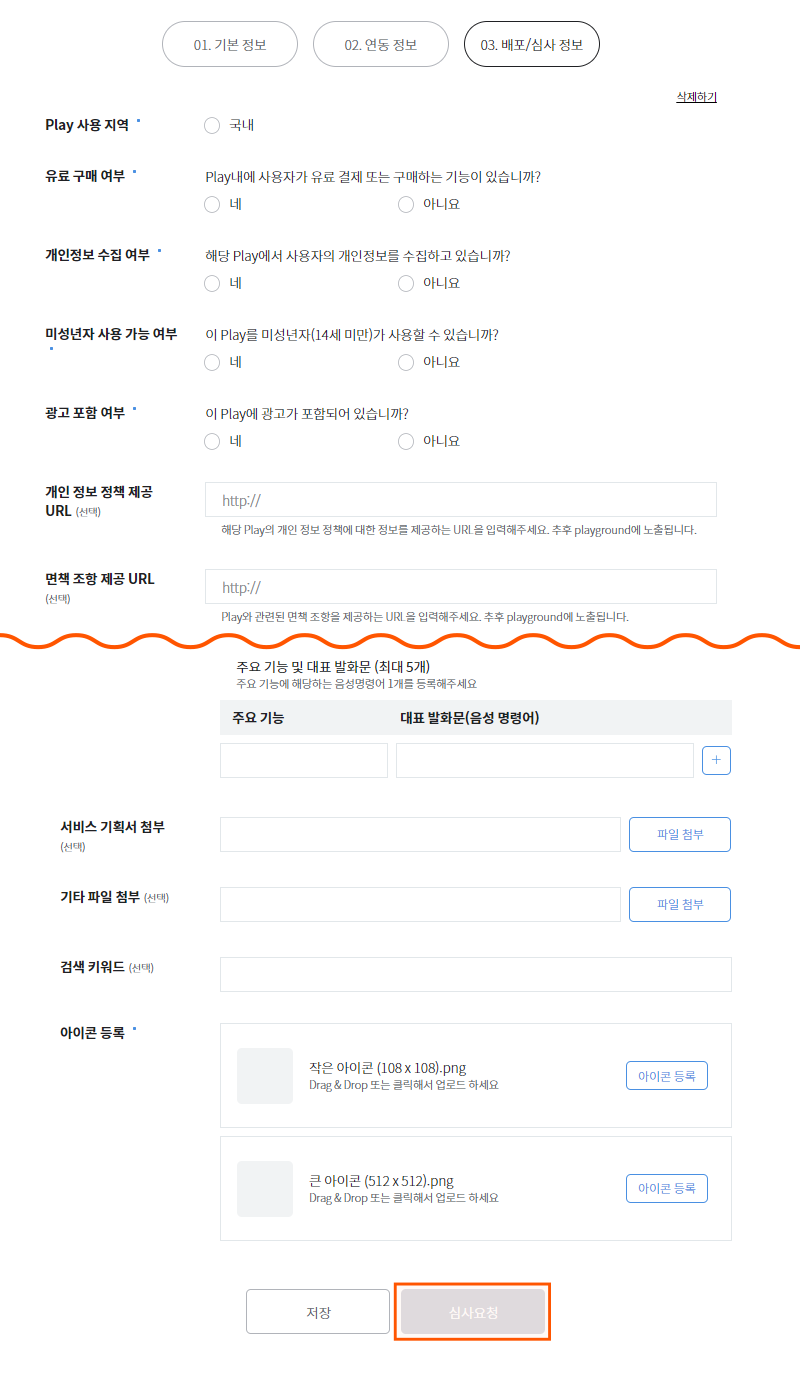 01. 기본 정보
02. 연동 정보
03. 배포/심사 정보
삭제하기
Play 사용 지역
국내
유료 구매 여부
Play내에 사용자가 유료 결제 또는 구매하는 기능이 있습니까?
네
아니요
개인정보 수집 여부
해당 Play에서 사용자의 개인정보를 수집하고 있습니까?
네
아니요
미성년자 사용 가능 여부
이 Play를 미성년자(14세 미만)가 사용할 수 있습니까?
네
아니요
광고 포함 여부
이 Play에 광고가 포함되어 있습니까?
네
아니요
개인 정보 정책 제공
URL (선택)
http://
해당 Play의 개인 정보 정책에 대한 정보를 제공하는 URL을 입력해주세요. 추후 playground에 노출됩니다.
면책 조항 제공 URL
(선택)
http://
Play와 관련된 면책 조항을 제공하는 URL을 입력해주세요. 추후 playground에 노출됩니다.
주요 기능 및 대표 발화문 (최대 5개)
주요 기능에 해당하는 음성명령어 1개를 등록해주세요
주요 기능
대표 발화문(음성 명령어)
+
서비스 기획서 첨부
(선택)
파일 첨부
기타 파일 첨부 (선택)
파일 첨부
검색 키워드 (선택)
아이콘 등록
작은 아이콘 (108 x 108).png
Drag & Drop 또는 클릭해서 업로드 하세요
아이콘 등록
큰 아이콘 (512 x 512).png
Drag & Drop 또는 클릭해서 업로드 하세요
아이콘 등록
저장
심사요청